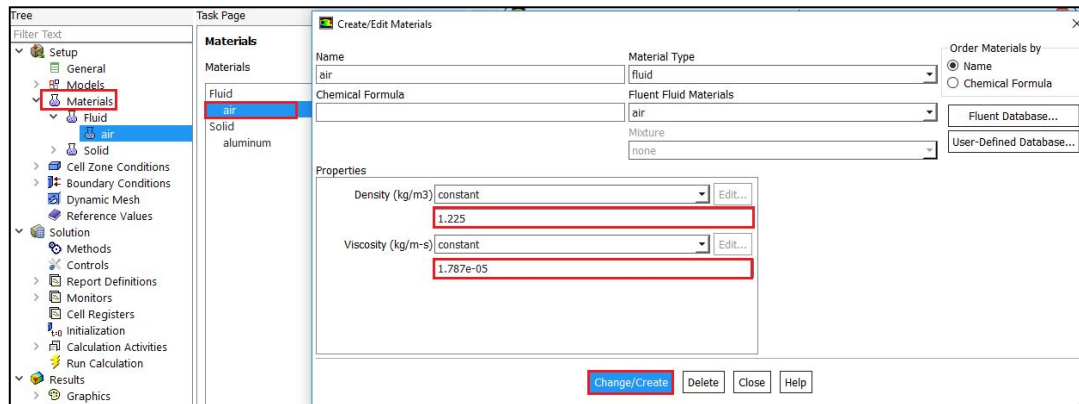 Tree
Filter Text
Setup
General
Models
Materials
Fluid
air
Solid
Cell Zone Conditions
Boundary Conditions
Dynamic Mesh
Reference Values
Solution
Methods
Controls
Report Definitions
Monitors
Cell Registers
Initialization
Calculation Activities
Run Calculation
Results
Graphics
Task Page
Materials
Materials
Fluid
air
Solid
aluminum
Create/Edit Materials
Name
air
Chemical Formula
Material Type
fluid
Fluent Fluid Materials
air
Mixture
none
Order Materials by
Name
Chemical Formula
Fluent Database...
User-Defined Database...
Properties
Density (kg/m3) constant Edit...
1.225
Viscosity (kg/m-s) constant Edit...
1.787e-05
Change/Create Delete Close Help